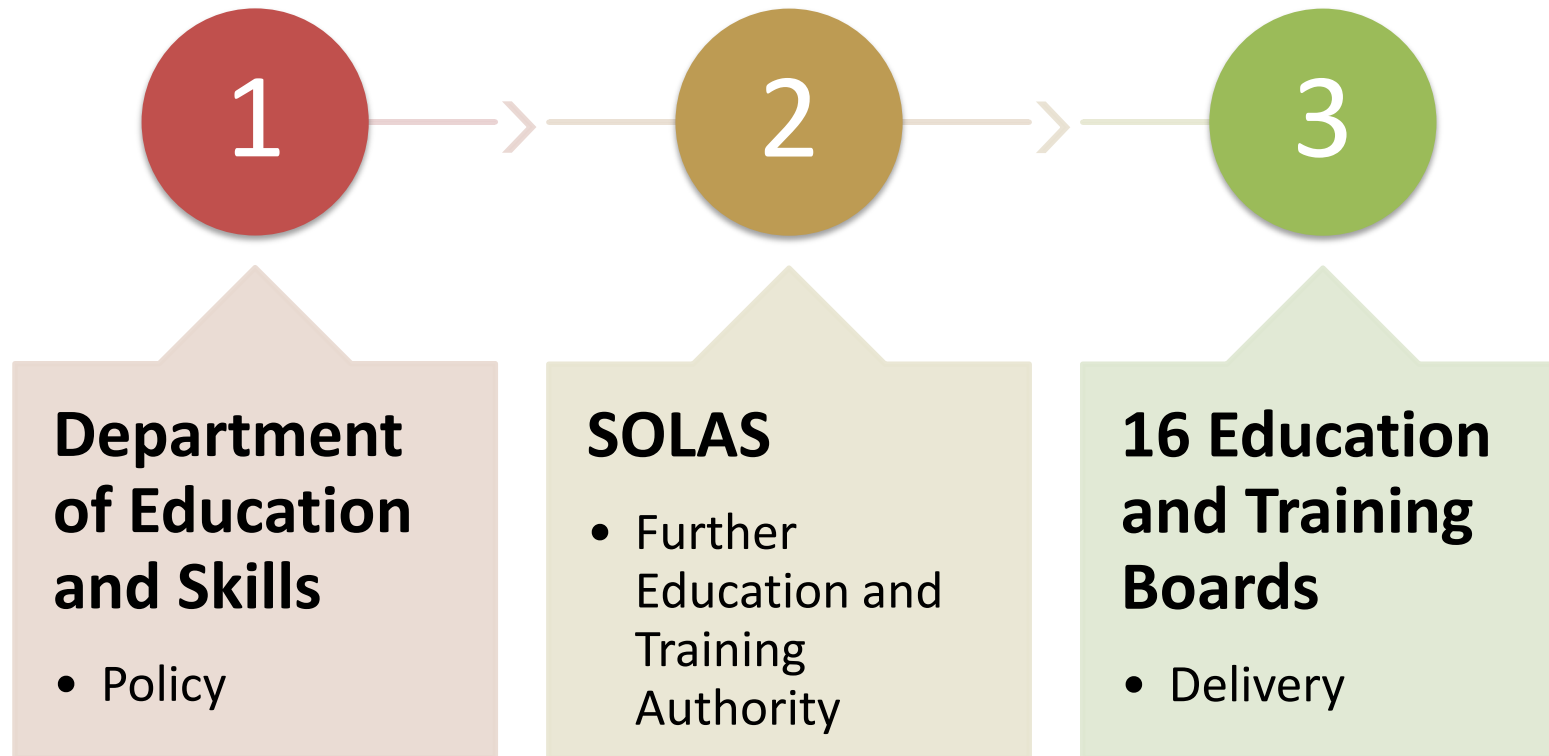 1
2
3
Department
of Education
and Skills
• Policy
SOLAS
• Further
Education and
Training
Authority
16 Education
and Training
Boards
• Delivery